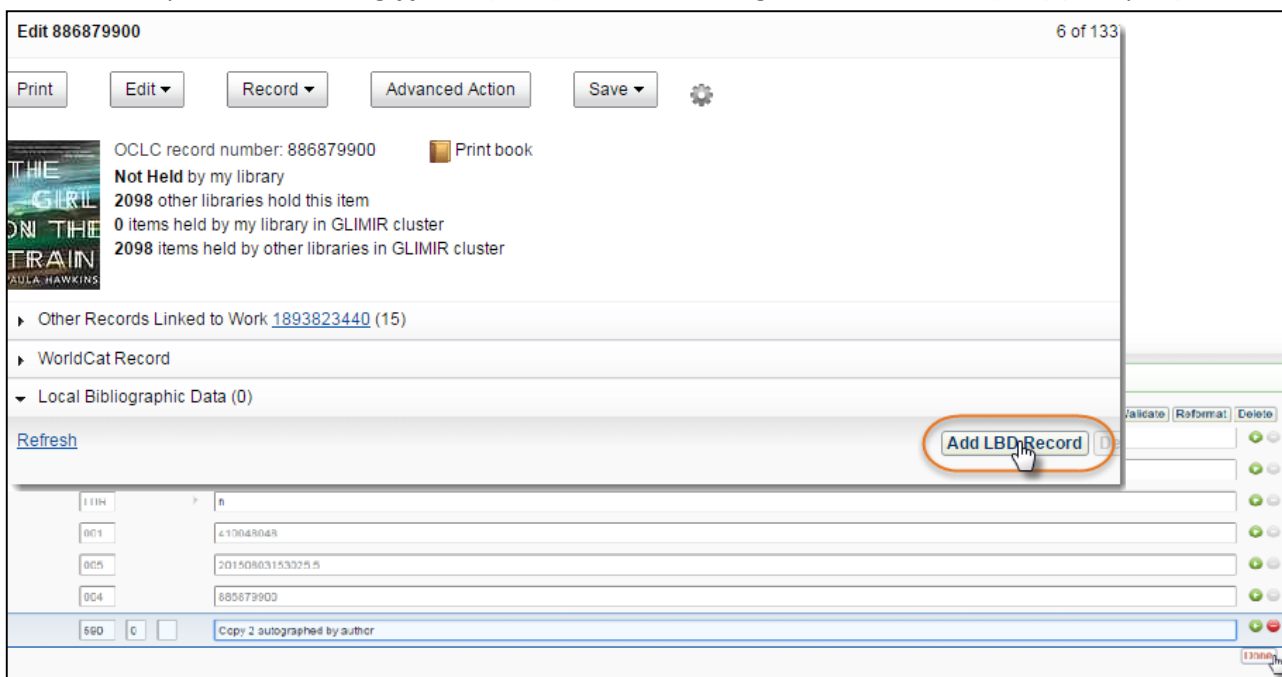 Edit 886879900 6 of 133
Print Edit Record Advanced Action Save
OCLC record number: 886879900 Print book
Not Held by my library
2098 other libraries hold this item
0 items held by my library in GLIMIR cluster
2098 items held by other libraries in GLIMIR cluster
THE
GIRL
ON THE
TRAIN
PAULA HAWKINS
Other Records Linked to Work 1893823440 (15)
WorldCat Record
Local Bibliographic Data (0)
Validate Reformat Delete
Refresh Add LBD Record De
n
001 410048048
005 20150803153025.5
004 886879900
590 0 Copy 2 autographed by author
Done